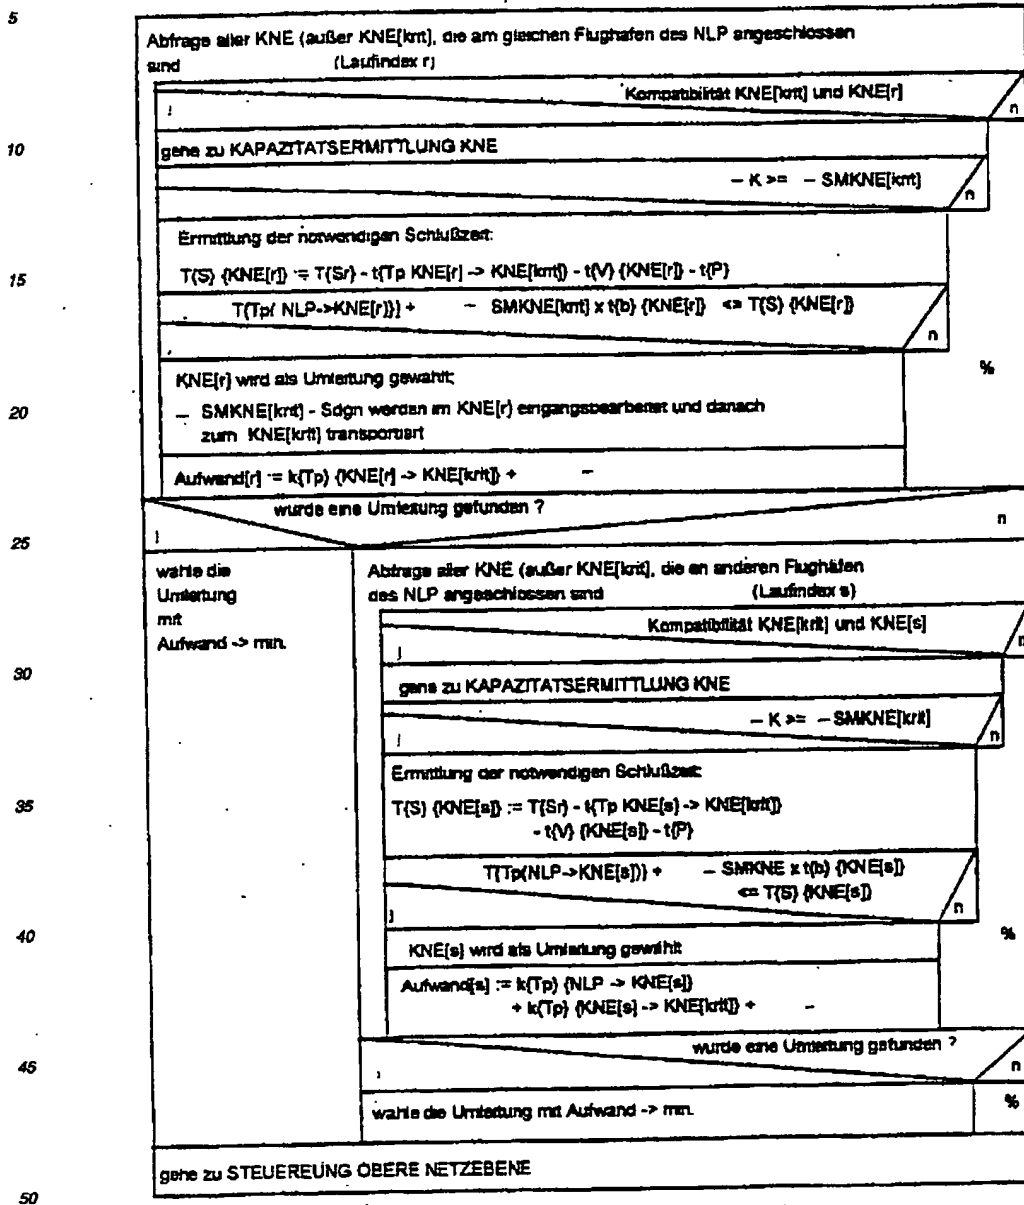 5
Abfrage aller KNE (außer KNE[krit], die am gleichen Flughafen des NLP angeschlossen
sind (Laufindex r)
Kompatibilität KNE[krit] und KNE[r]
j n
10
gehe zu KAPAZITATSERMITTLUNG KNE
– K >= – SMKNE[krit]
n
Ermittlung der notwendigen Schlußzeit:
15
T{S} {KNE[r]} := T{Sr} - t{Tp KNE[r] -> KNE[krit]} - t{V} {KNE[r]} - t{P}
T{Tp( NLP->KNE[r])} + – SMKNE[krit] x t{b} {KNE[r]} <= T{S} {KNE[r]}
n
%
KNE[r] wird als Umleitung gewählt;
20
– SMKNE[krit] - Sdgn werden im KNE[r] eingangsbearbeitet und danach
zum KNE[krit] transportiert
Aufwand[r] := k{Tp} {KNE[r] -> KNE[krit]} + –
wurde eine Umleitung gefunden ?
j n
25
wähle die
Umleitung
mit
Aufwand -> min.
Abfrage aller KNE (außer KNE[krit], die an anderen Flughäfen
des NLP angeschlossen sind (Laufindex s)
Kompatibilität KNE[krit] und KNE[s]
j n
30
gehe zu KAPAZITATSERMITTLUNG KNE
– K >= – SMKNE[krit]
j n
Ermittlung der notwendigen Schlußzeit:
35
T{S} {KNE[s]} := T{Sr} - t{Tp KNE[s] -> KNE[krit]}
- t{V} {KNE[s]} - t{P}
T{Tp(NLP->KNE[s])} + – SMKNE x t{b} {KNE[s]}
<= T{S} {KNE[s]}
j n
40
%
KNE[s] wird als Umleitung gewählt
Aufwand[s] := k{Tp} {NLP -> KNE[s]}
+ k{Tp} {KNE[s] -> KNE[krit]} + –
wurde eine Umleitung gefunden ?
45
j n
wähle die Umleitung mit Aufwand -> min.
%
gehe zu STEUEREUNG OBERE NETZEBENE
50